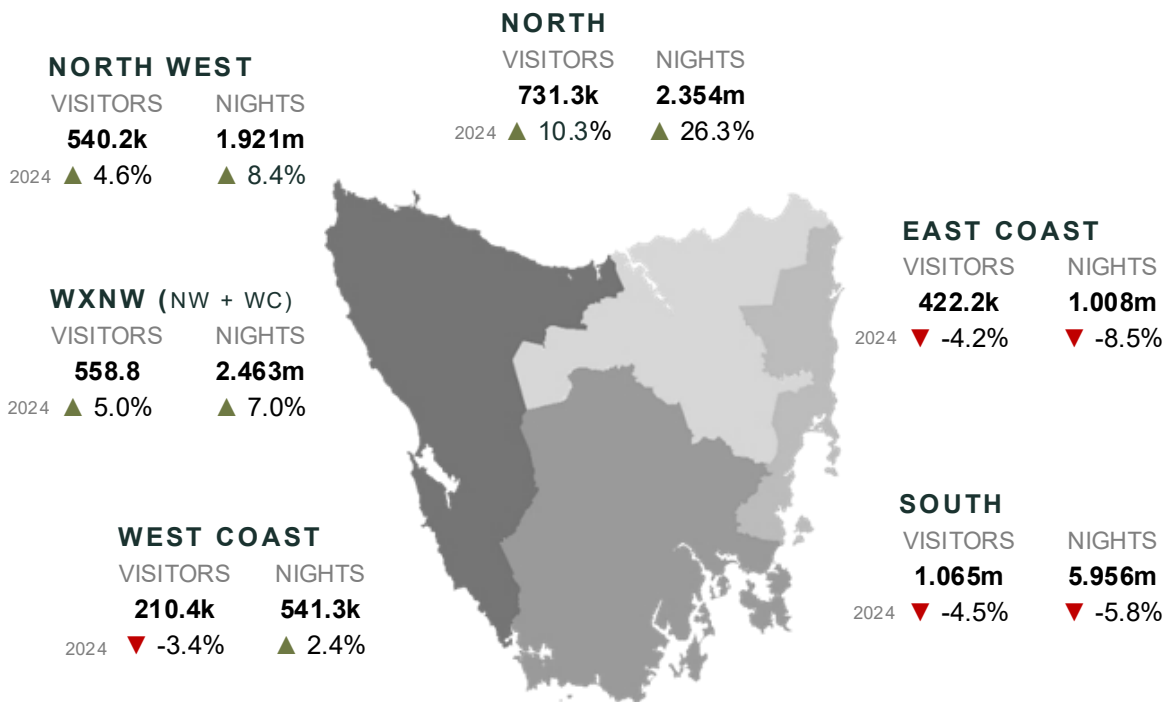 NORTH
VISITORS NIGHTS
731.3k 2.354m
2024 ▲ 10.3% ▲ 26.3%
NORTH WEST
VISITORS NIGHTS
540.2k 1.921m
2024 ▲ 4.6% ▲ 8.4%
EAST COAST
VISITORS NIGHTS
422.2k 1.008m
2024 ▼ -4.2% ▼ -8.5%
WXNW (NW + WC)
VISITORS NIGHTS
558.8 2.463m
2024 ▲ 5.0% ▲ 7.0%
SOUTH
VISITORS NIGHTS
1.065m 5.956m
2024 ▼ -4.5% ▼ -5.8%
WEST COAST
VISITORS NIGHTS
210.4k 541.3k
2024 ▼ -3.4% ▲ 2.4%